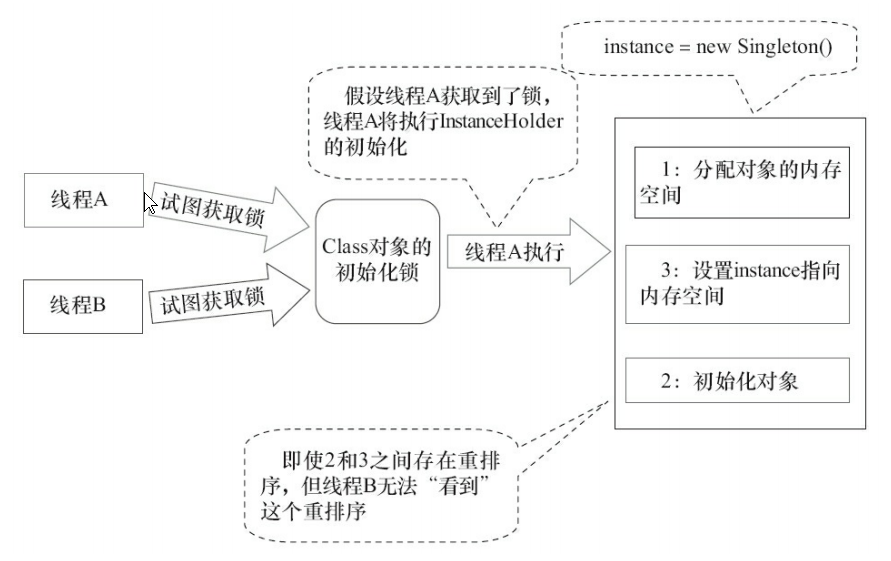 instance = new Singleton()
假设线程A获取到了锁，
线程A将执行InstanceHolder
的初始化
线程A
试图获取锁
线程B
试图获取锁
Class对象的
初始化锁
线程A执行
1：分配对象的内存
空间
3：设置instance指向
内存空间
2：初始化对象
即使2和3之间存在重排
序，但线程B无法“看到”
这个重排序